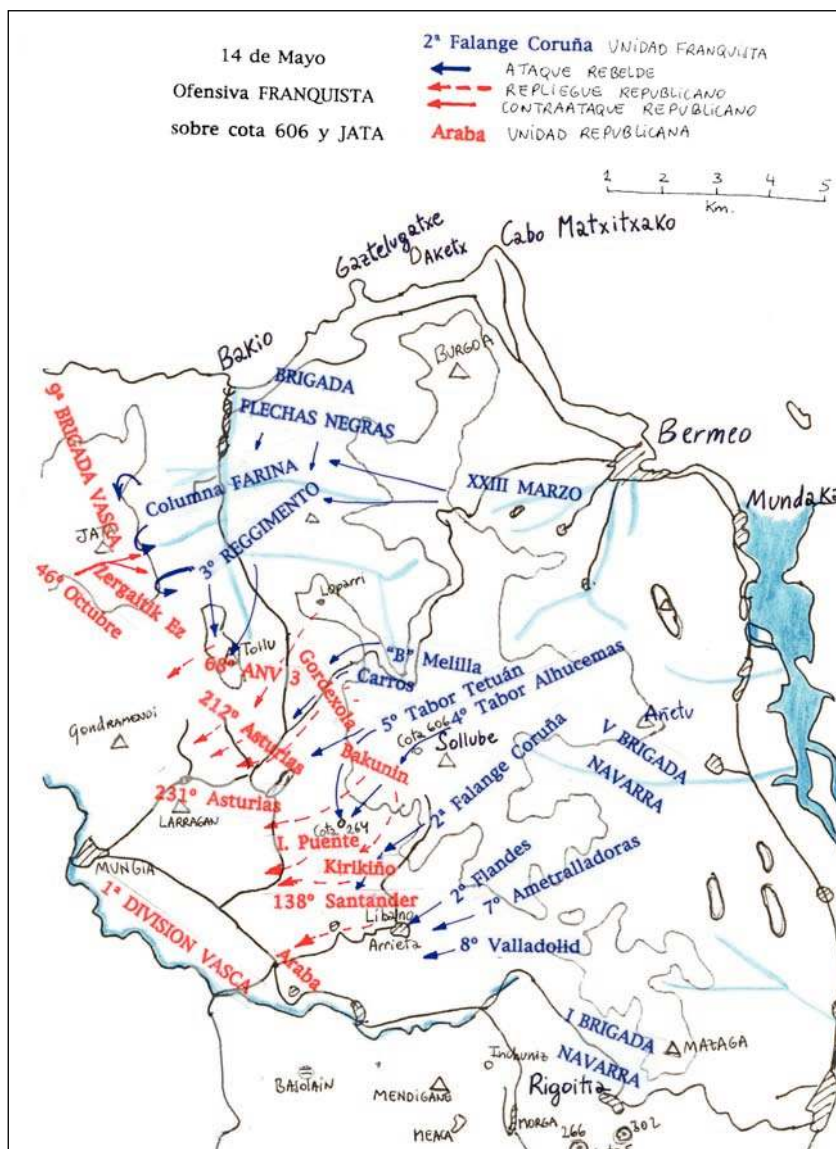 14 de Mayo
Ofensiva FRANQUISTA
sobre cota 606 y JATA
2ª Falange Coruña UNIDAD FRANQUISTA
ATAQUE REBELDE
REPLIEGUE REPUBLICANO
CONTRAATAQUE REPUBLICANO
Araba UNIDAD REPUBLICANA
1 2 3 4 5
Km.
Cabo Matxitxako
Gaztelugatxe
Bakio
BURGOA
BRIGADA
FLECHAS NEGRAS
Bermeo
9ª BRIGADA VASCA
Columna FARINA
XXIII MARZO
Mundaka
3º REGGIMENTO
JATA
Zergaitik Ez
46º Octubre
Tollu
68º ANV 3
Gordexola
"B" Melilla
Carros
5º Tabor Tetuán
4º Tabor Alhucemas
212º Asturias
Gondramendi
Cota 606
Sollube
Bakunin
Añetu
V BRIGADA
NAVARRA
2ª Falange Coruña
231º Asturias
LARRAGAN
Cota 264
I. Puente
Kirikiño
MUNGIA
138º Santander
2º Flandes
7º Ametralladoras
Libaino
Arrieta
8º Valladolid
1ª DIVISION VASCA
Araba
I BRIGADA
NAVARRA
MAZAGA
Rigoitia
MENDIGANE
MEACA
MORGA
266
302